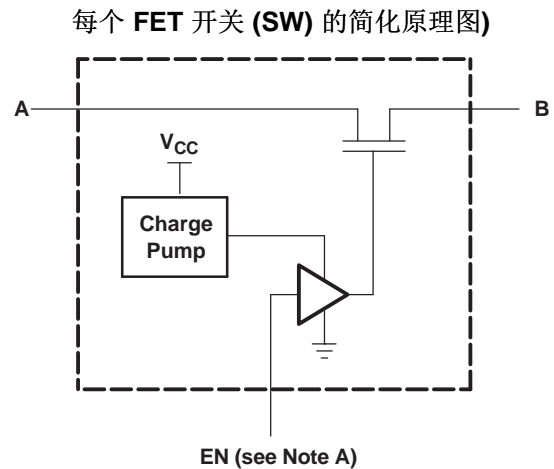 每个 FET 开关 (SW) 的简化原理图)
A
B
VCC
Charge
Pump
EN (see Note A)